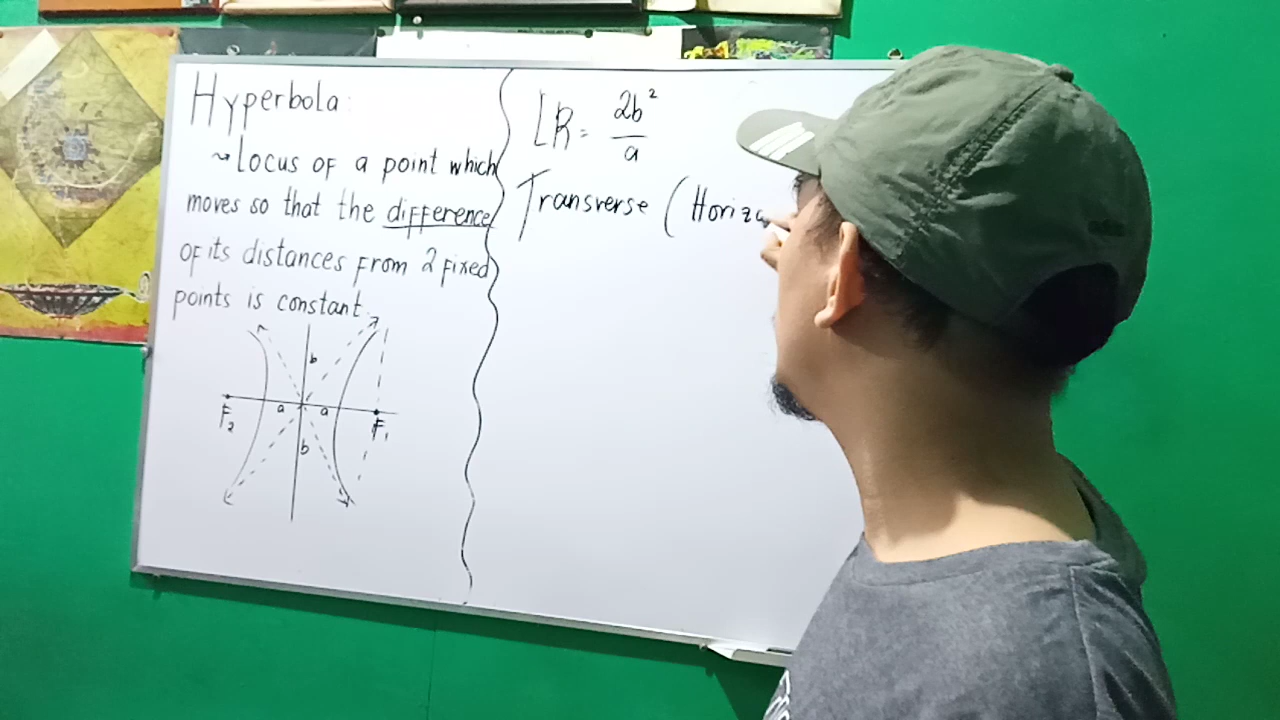 Hyperbola:
~ Locus of a point which
moves so that the difference
of its distances from 2 fixed
points is constant.
b
a a
F₂ F₁
b
LR = 2b²
a
Transverse (Horizo